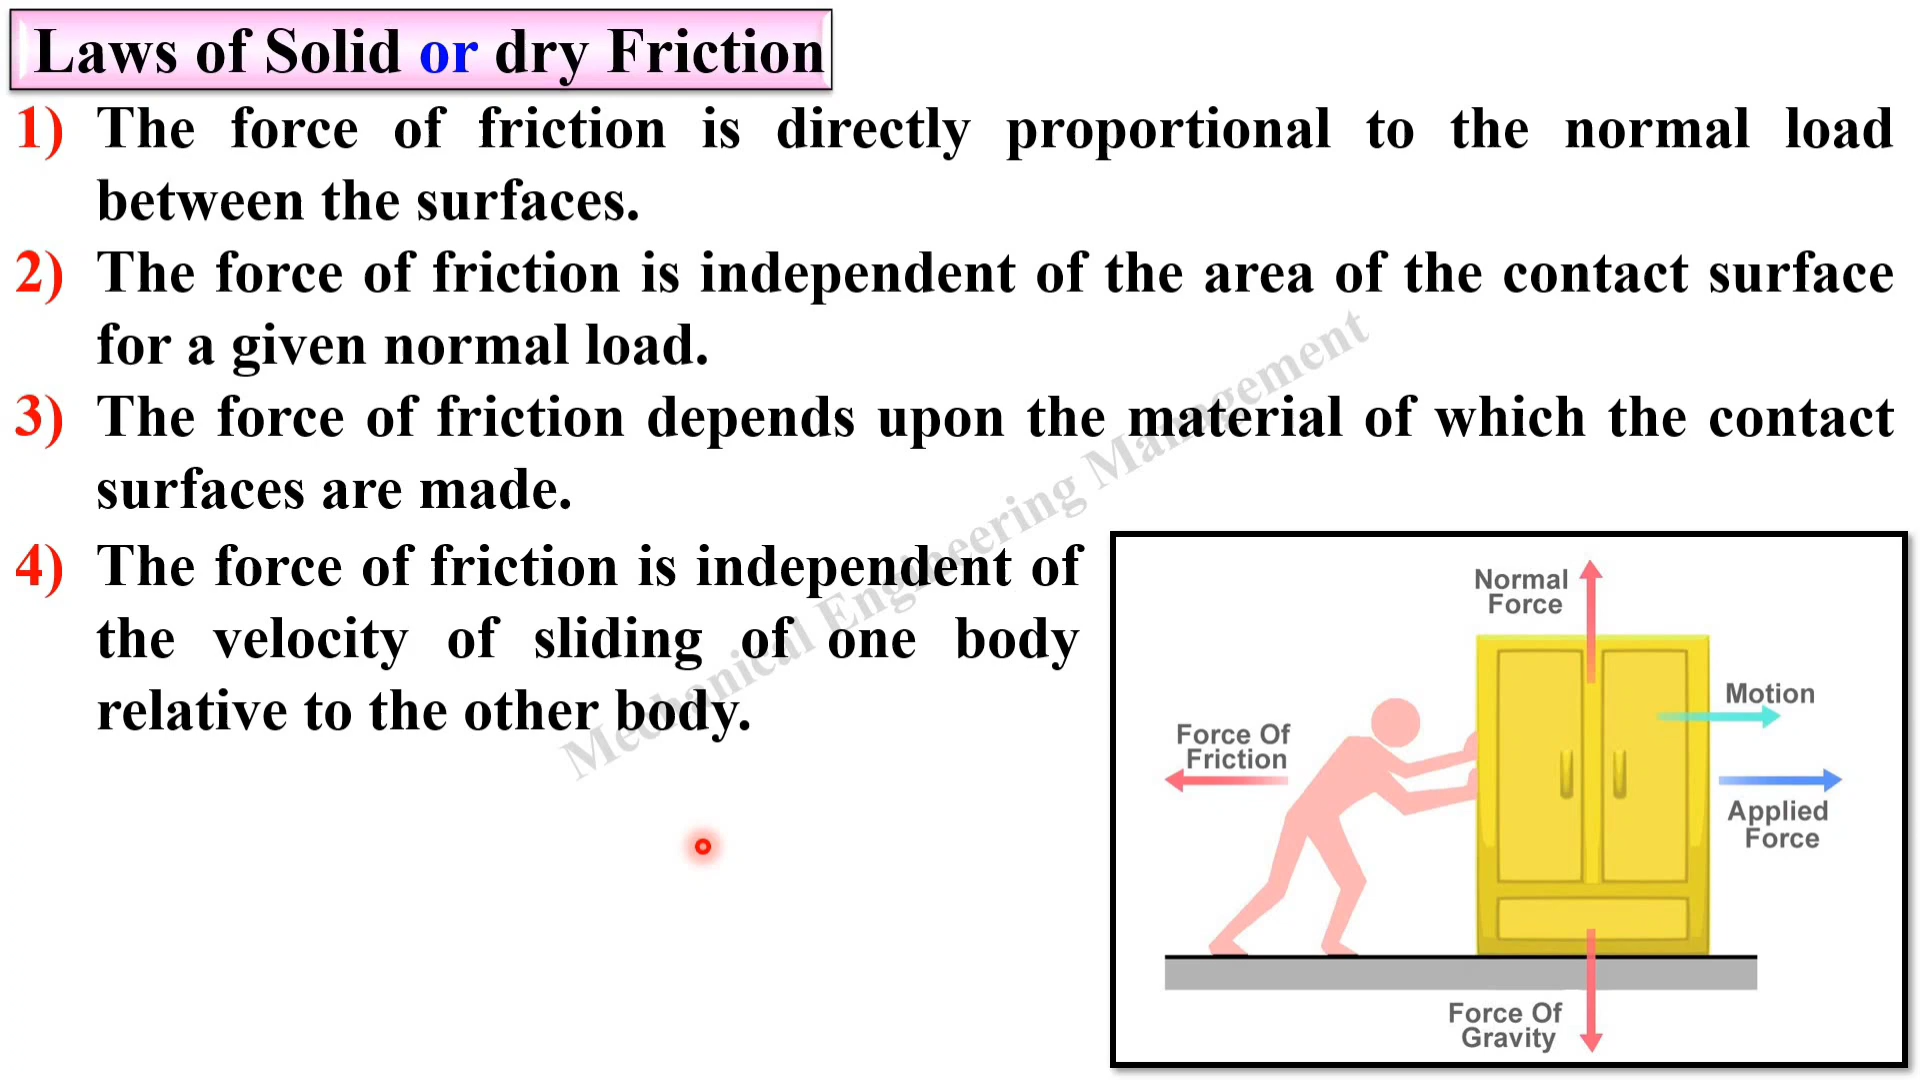 Laws of Solid or dry Friction
1) The force of friction is directly proportional to the normal load
between the surfaces.
2) The force of friction is independent of the area of the contact surface
for a given normal load.
3) The force of friction depends upon the material of which the contact
surfaces are made.
4) The force of friction is independent of
the velocity of sliding of one body
relative to the other body.
Mechanical Engineering Management
Normal
Force
Motion
Force Of
Friction
Applied
Force
Force Of
Gravity